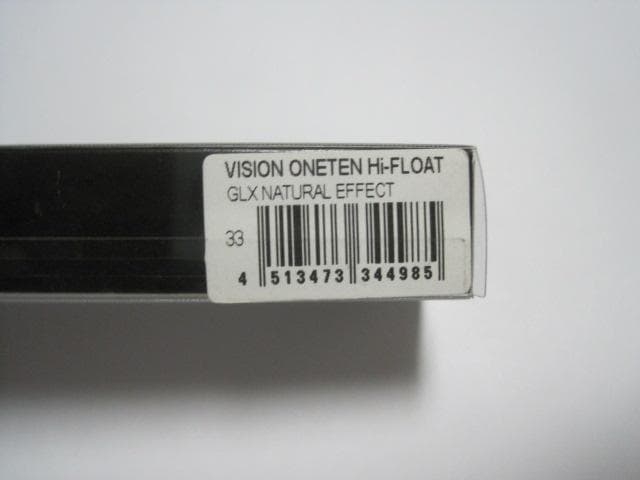 VISION ONETEN Hi-FLOAT
GLX NATURAL EFFECT
33
4 513473 344985